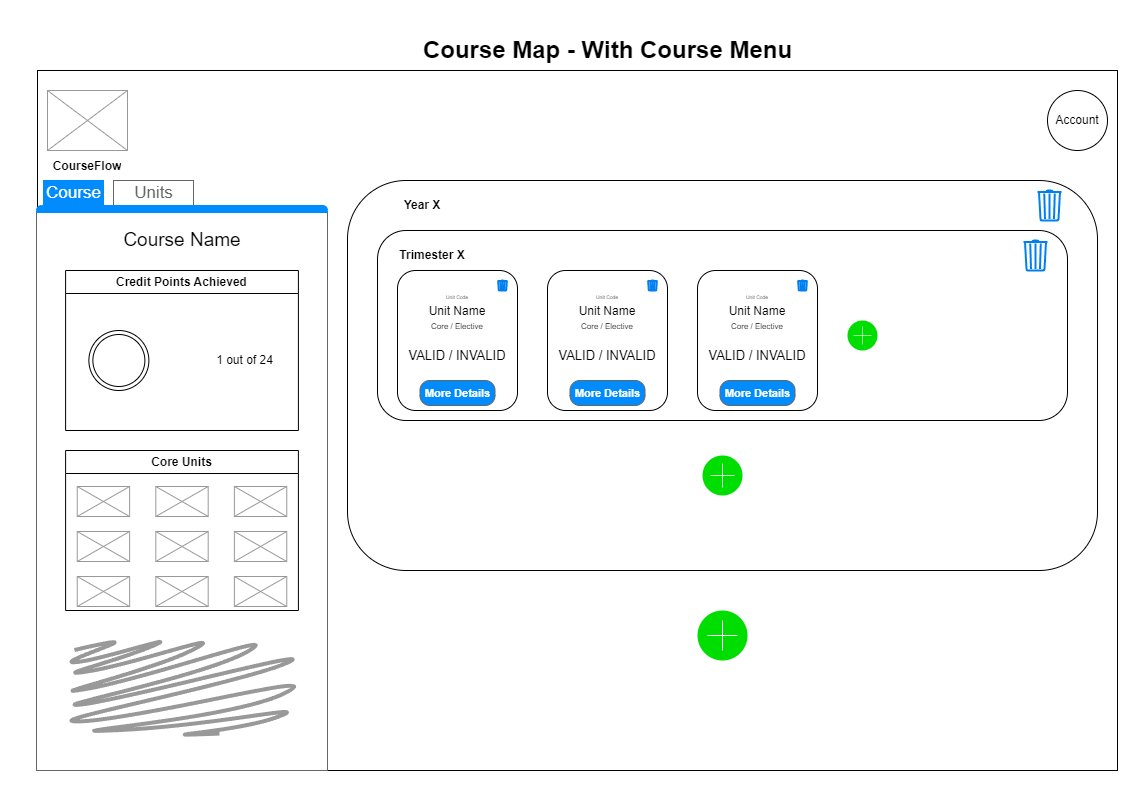 Course Map - With Course Menu
Account
CourseFlow
Course
Units
Course Name
Credit Points Achieved
1 out of 24
Core Units
Year X
Trimester X
Unit Code
Unit Name
Core / Elective
VALID / INVALID
More Details
Unit Code
Unit Name
Core / Elective
VALID / INVALID
More Details
Unit Code
Unit Name
Core / Elective
VALID / INVALID
More Details